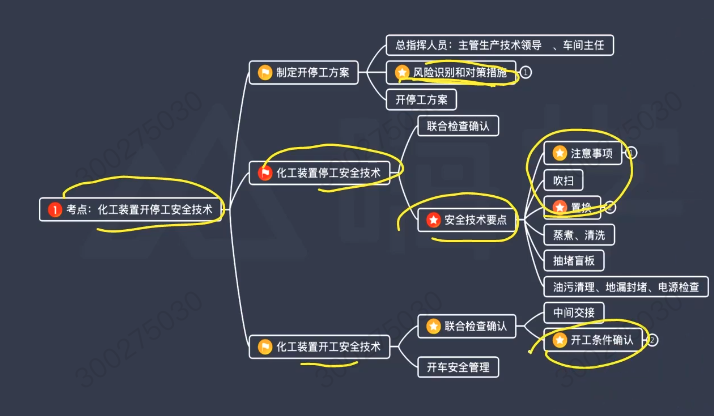 总指挥人员：主管生产技术领导 、车间主任
制定开停工方案
风险识别和对策措施
1
开停工方案
联合检查确认
化工装置停工安全技术
注意事项
吹扫
1 考点：化工装置开停工安全技术
置换
安全技术要点
蒸煮、清洗
抽堵盲板
油污清理、地漏封堵、电源检查
中间交接
联合检查确认
开工条件确认
2
化工装置开工安全技术
开车安全管理
300275030
300275030
300275030
300275030
300275030
300275030